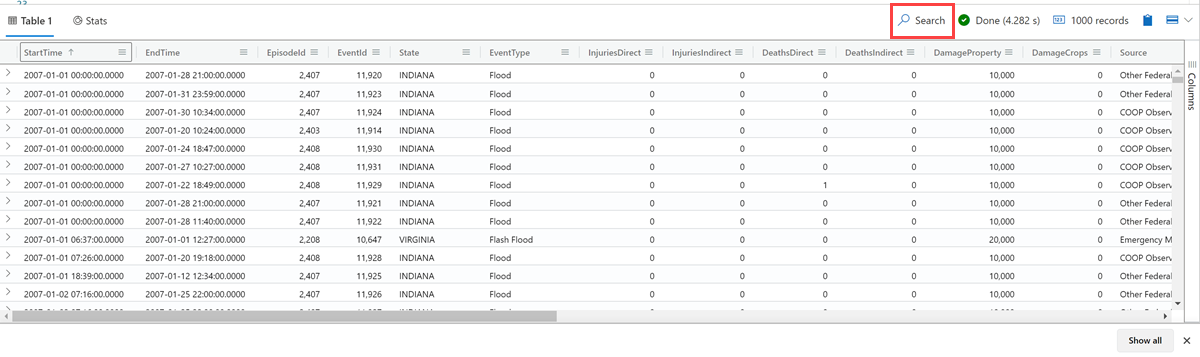 23
Table 1 Stats Search Done (4.282 s) 1000 records
StartTime ↑ EndTime EpisodeId EventId State EventType InjuriesDirect InjuriesIndirect DeathsDirect DeathsIndirect DamageProperty DamageCrops Source
2007-01-01 00:00:00.0000 2007-01-28 21:00:00.0000 2,407 11,920 INDIANA Flood 0 0 0 0 10,000 0 Other Federal
2007-01-01 00:00:00.0000 2007-01-31 23:59:00.0000 2,407 11,923 INDIANA Flood 0 0 0 0 10,000 0 Other Federal
2007-01-01 00:00:00.0000 2007-01-30 10:34:00.0000 2,407 11,924 INDIANA Flood 0 0 0 0 10,000 0 COOP Observ
2007-01-01 00:00:00.0000 2007-01-20 10:24:00.0000 2,403 11,914 INDIANA Flood 0 0 0 0 10,000 0 COOP Observ
2007-01-01 00:00:00.0000 2007-01-24 18:47:00.0000 2,408 11,930 INDIANA Flood 0 0 0 0 10,000 0 COOP Observ
2007-01-01 00:00:00.0000 2007-01-27 10:27:00.0000 2,408 11,931 INDIANA Flood 0 0 0 0 10,000 0 COOP Observ
2007-01-01 00:00:00.0000 2007-01-22 18:49:00.0000 2,408 11,929 INDIANA Flood 0 0 1 0 10,000 0 COOP Observ
2007-01-01 00:00:00.0000 2007-01-28 21:00:00.0000 2,407 11,921 INDIANA Flood 0 0 0 0 10,000 0 Other Federal
2007-01-01 00:00:00.0000 2007-01-28 11:40:00.0000 2,407 11,922 INDIANA Flood 0 0 0 0 10,000 0 Other Federal
2007-01-01 06:37:00.0000 2007-01-01 12:27:00.0000 2,208 10,647 VIRGINIA Flash Flood 0 0 0 0 20,000 0 Emergency M
2007-01-01 07:26:00.0000 2007-01-20 19:18:00.0000 2,408 11,928 INDIANA Flood 0 0 0 0 10,000 0 COOP Observ
2007-01-01 18:39:00.0000 2007-01-12 12:34:00.0000 2,407 11,925 INDIANA Flood 0 0 0 0 10,000 0 Other Federal
2007-01-02 07:16:00.0000 2007-01-25 22:00:00.0000 2,407 11,926 INDIANA Flood 0 0 0 0 10,000 0 Other Federal
Columns
Show all